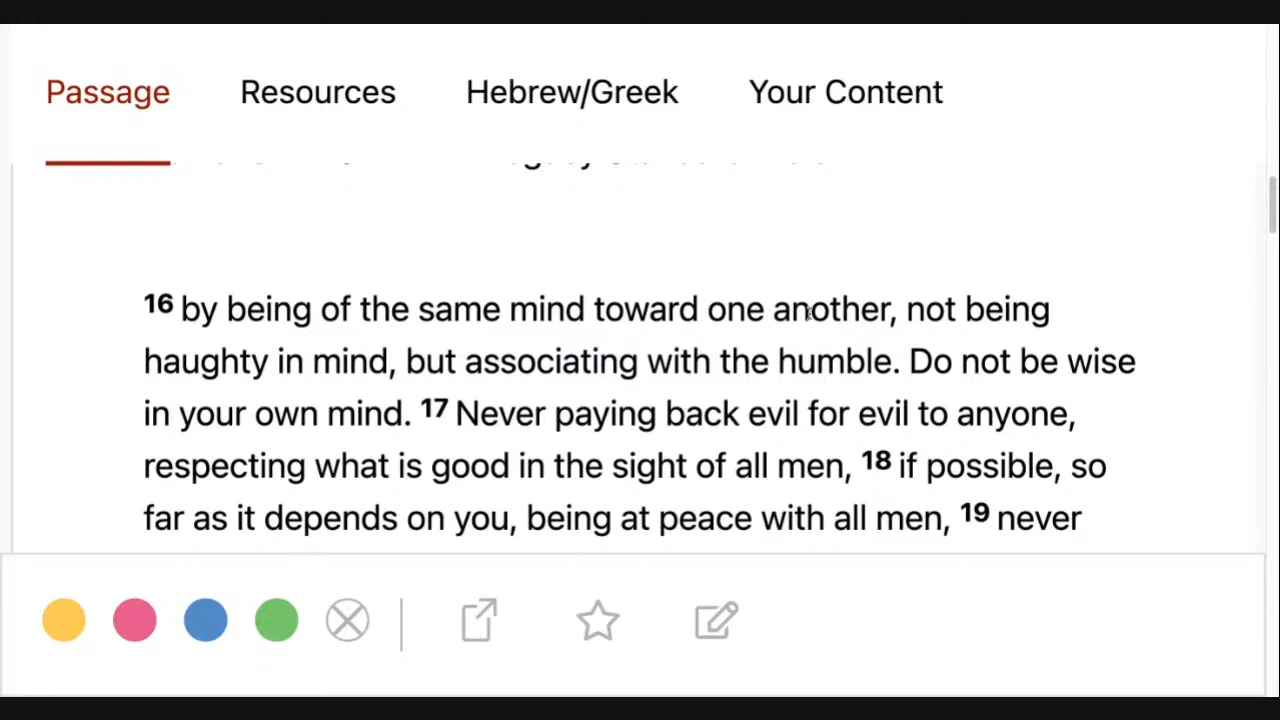 Passage Resources Hebrew/Greek Your Content
16 by being of the same mind toward one another, not being
haughty in mind, but associating with the humble. Do not be wise
in your own mind. 17 Never paying back evil for evil to anyone,
respecting what is good in the sight of all men, 18 if possible, so
far as it depends on you, being at peace with all men, 19 never